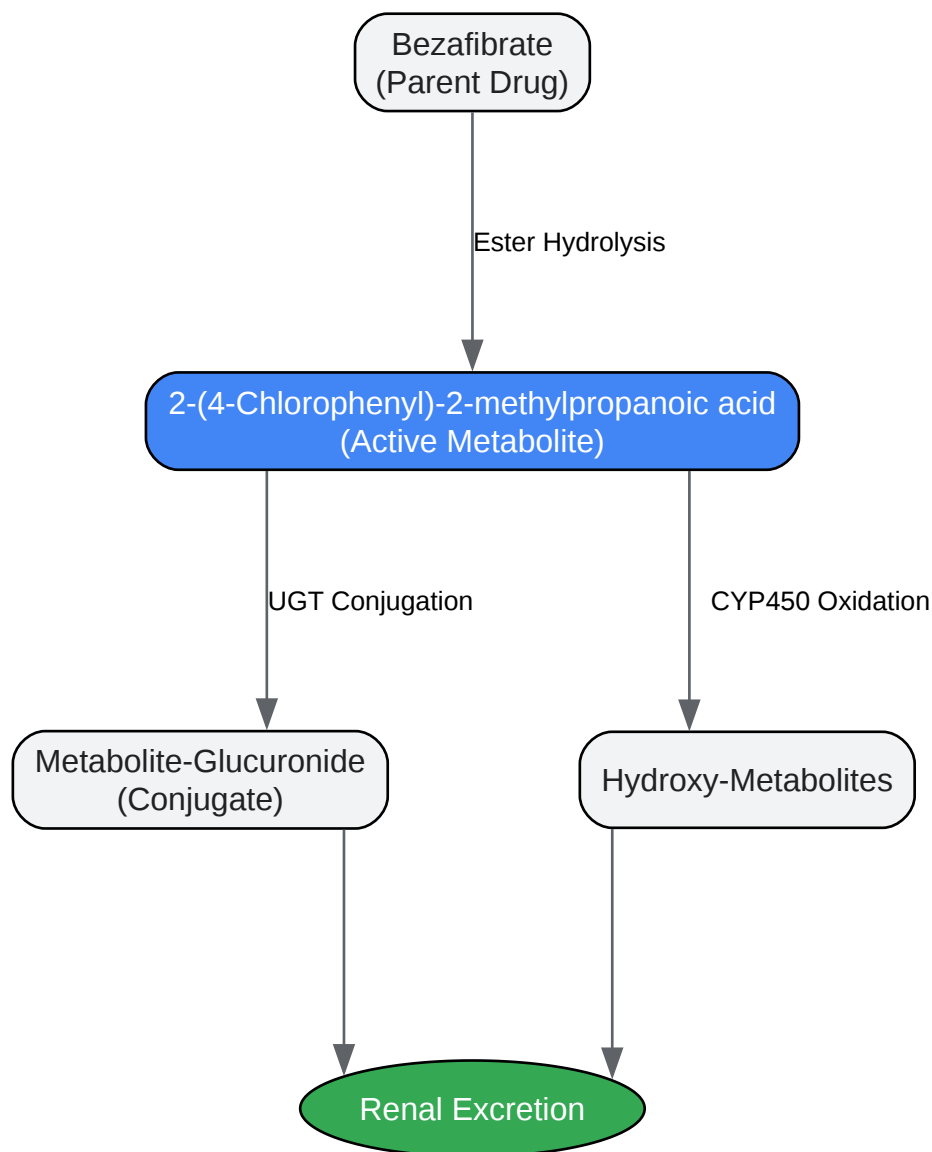 Bezafibrate
(Parent Drug)
Ester Hydrolysis
2-(4-Chlorophenyl)-2-methylpropanoic acid
(Active Metabolite)
UGT Conjugation
CYP450 Oxidation
Metabolite-Glucuronide
(Conjugate)
Hydroxy-Metabolites
Renal Excretion